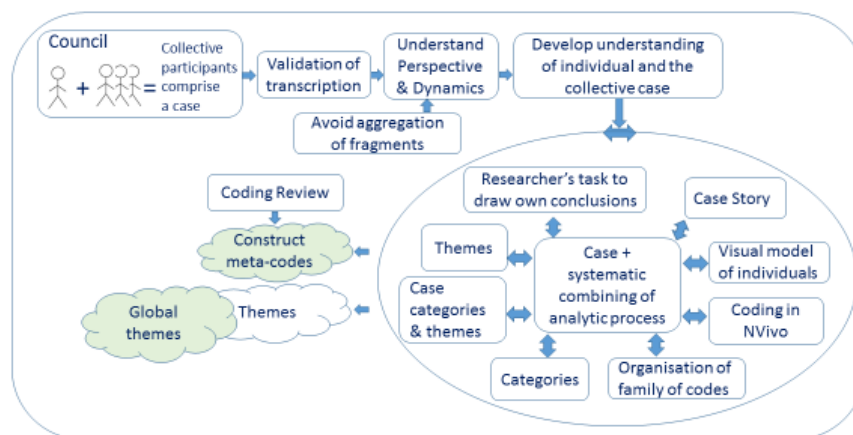 Council
+
=
Collective
participants
comprise
a case
Validation of
transcription
Understand
Perspective
& Dynamics
Develop understanding
of individual and the
collective case
Avoid aggregation
of fragments
Coding Review
Construct
meta-codes
Global
themes
Themes
Researcher's task to
draw own conclusions
Case Story
Themes
Case +
systematic
combining of
analytic process
Visual model
of individuals
Case
categories
& themes
Coding in
NVivo
Categories
Organisation of
family of codes